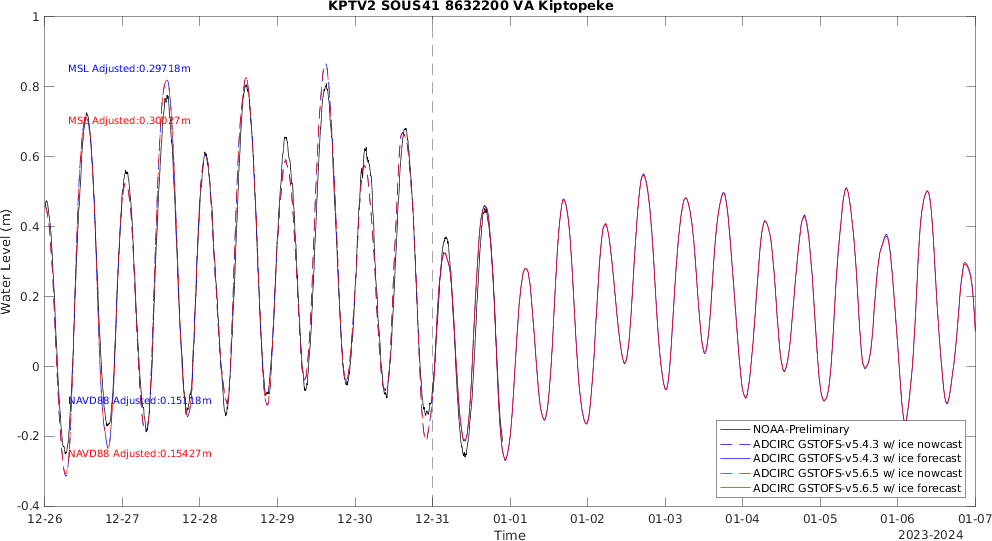 KPTV2 SOUS41 8632200 VA Kiptopeke
1
0.8
0.6
0.4
0.2
0
-0.2
-0.4
Water Level (m)
MSL Adjusted:0.29718m
MSL Adjusted:0.30027m
NAVD88 Adjusted:0.15118m
NAVD88 Adjusted:0.15427m
NOAA-Preliminary
ADCIRC GSTOFS-v5.4.3 w/ ice nowcast
ADCIRC GSTOFS-v5.4.3 w/ ice forecast
ADCIRC GSTOFS-v5.6.5 w/ ice nowcast
ADCIRC GSTOFS-v5.6.5 w/ ice forecast
12-26 12-27 12-28 12-29 12-30 12-31 01-01 01-02 01-03 01-04 01-05 01-06 01-07
Time
2023-2024